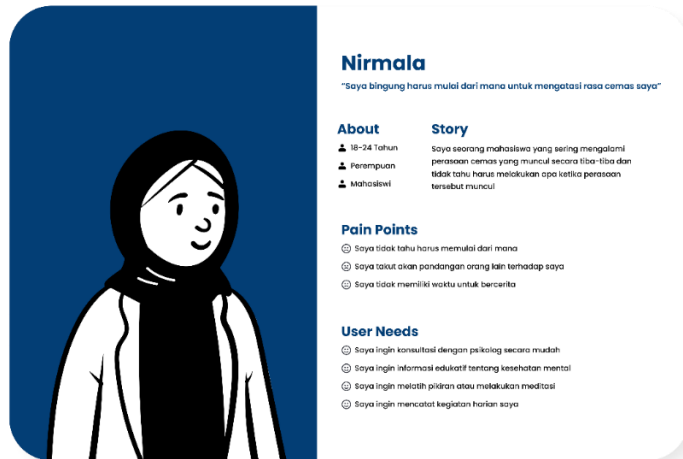 Nirmala
"Saya bingung harus mulai dari mana untuk mengatasi rasa cemas saya"
About
18-24 Tahun
Perempuan
Mahasiswi
Story
Saya seorang mahasiswa yang sering mengalami
perasaan cemas yang muncul secara tiba-tiba dan
tidak tahu harus melakukan apa ketika perasaan
tersebut muncul
Pain Points
Saya tidak tahu harus memulai dari mana
Saya takut akan pandangan orang lain terhadap saya
Saya tidak memiliki waktu untuk bercerita
User Needs
Saya ingin konsultasi dengan psikolog secara mudah
Saya ingin informasi edukatif tentang kesehatan mental
Saya ingin melatih pikiran atau melakukan meditasi
Saya ingin mencatat kegiatan harian saya